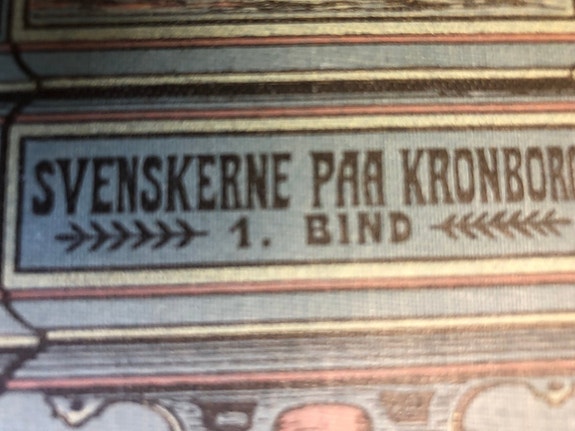 SVENSKERNE PAA KRONBORG
1. BIND